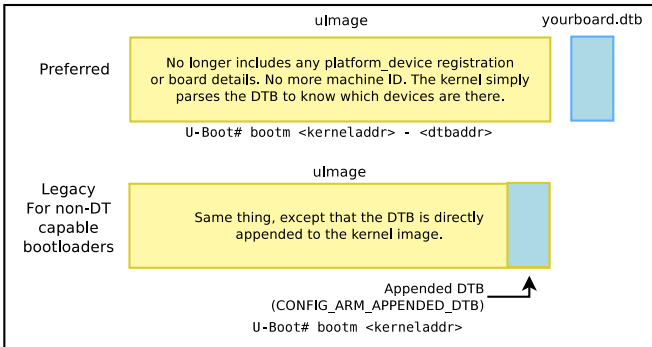 uImage
yourboard.dtb
Preferred
No longer includes any platform_device registration
or board details. No more machine ID. The kernel simply
parses the DTB to know which devices are there.
U-Boot# bootm <kerneladdr> - <dtbaddr>
uImage
Legacy
For non-DT
capable
bootloaders
Same thing, except that the DTB is directly
appended to the kernel image.
Appended DTB
(CONFIG_ARM_APPENDED_DTB)
U-Boot# bootm <kerneladdr>